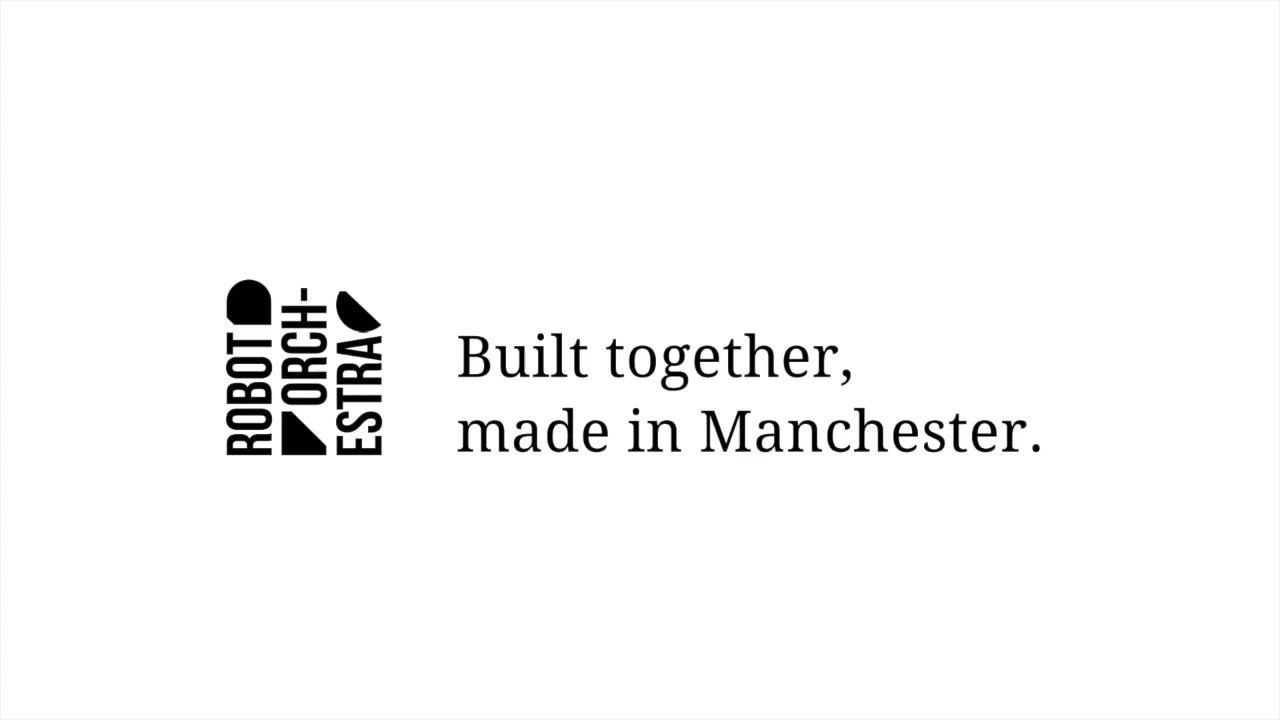 ROBOT
ORCH-
ESTRA
Built together,
made in Manchester.